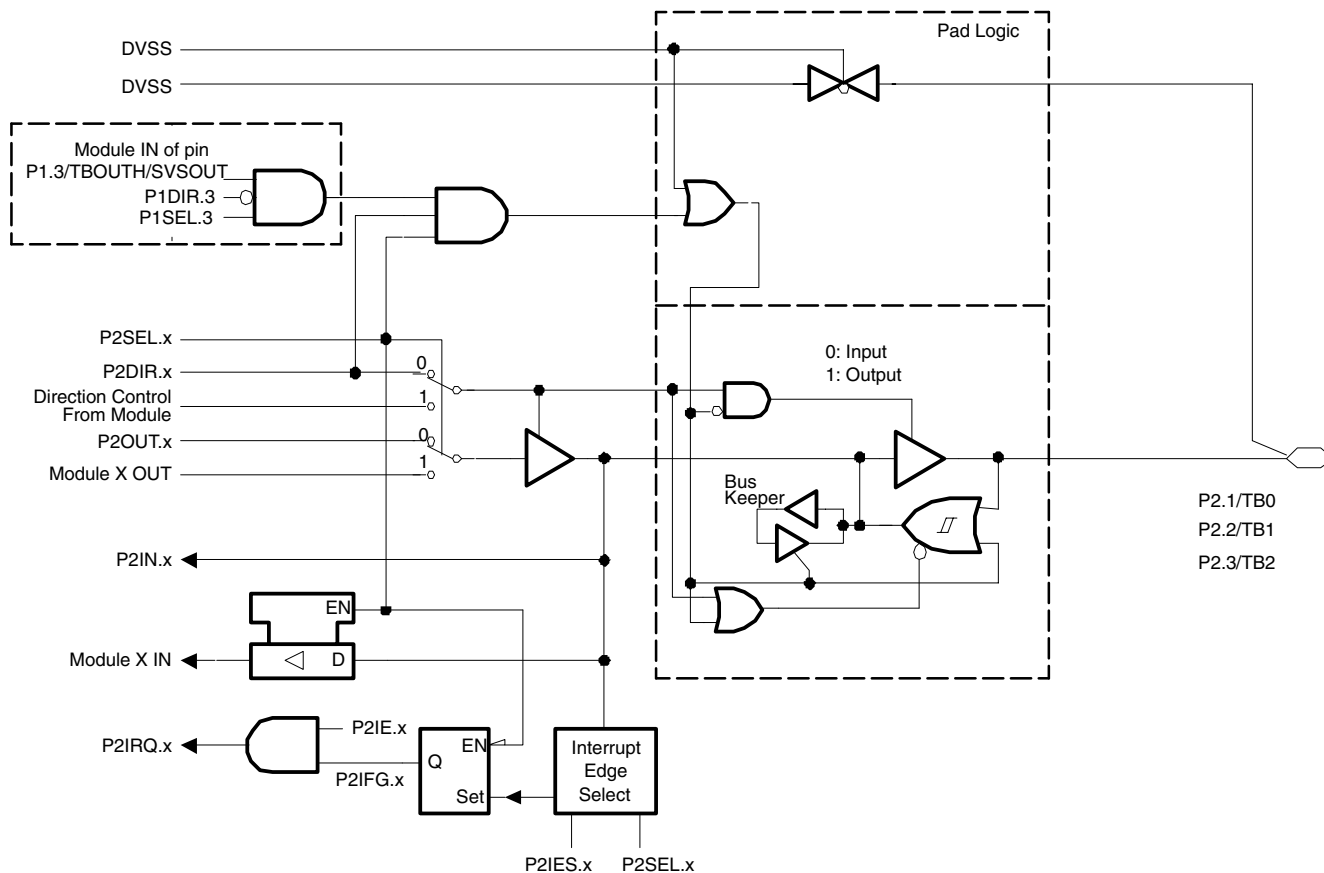 Pad Logic
DVSS
DVSS
Module IN of pin
P1.3/TBOUTH/SVSOUT
P1DIR.3
P1SEL.3
P2SEL.x
P2DIR.x
0
Direction Control
From Module
1
P2OUT.x
0
Module X OUT
1
0: Input
1: Output
Bus
Keeper
P2.1/TB0
P2.2/TB1
P2.3/TB2
P2IN.x
EN
Module X IN
D
P2IRQ.x
P2IE.x
P2IFG.x
EN
Q
Set
Interrupt
Edge
Select
P2IES.x
P2SEL.x